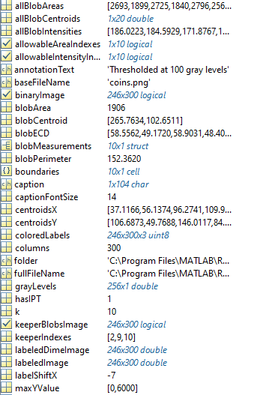 allBlobAreas [2693,1899,2725,1840,2796,256...
allBlobCentroids 1x20 double
allBlobIntensities [186.0223,184.5929,171.8767,1...
allowableAreaIndexes 1x10 logical
allowableIntensityIn... 1x10 logical
annotationText 'Thresholded at 100 gray levels'
baseFileName 'coins.png'
binaryImage 246x300 logical
blobArea 1906
blobCentroid [265.7634,102.6511]
blobECD [58.5562,49.1720,58.9031,48.40...
blobMeasurements 10x1 struct
blobPerimeter 152.3620
boundaries 10x1 cell
caption 1x104 char
captionFontSize 14
centroidsX [37.1166,56.1374,96.2741,109.9...
centroidsY [106.6873,49.7688,146.0117,84....
coloredLabels 246x300x3 uint8
columns 300
folder 'C:\Program Files\MATLAB\R...
fullFileName 'C:\Program Files\MATLAB\R...
grayLevels 256x1 double
hasIPT 1
k 10
keeperBlobsImage 246x300 logical
keeperIndexes [2,9,10]
labeledDimeImage 246x300 double
labeledImage 246x300 double
labelShiftX -7
maxYValue [0,6000]